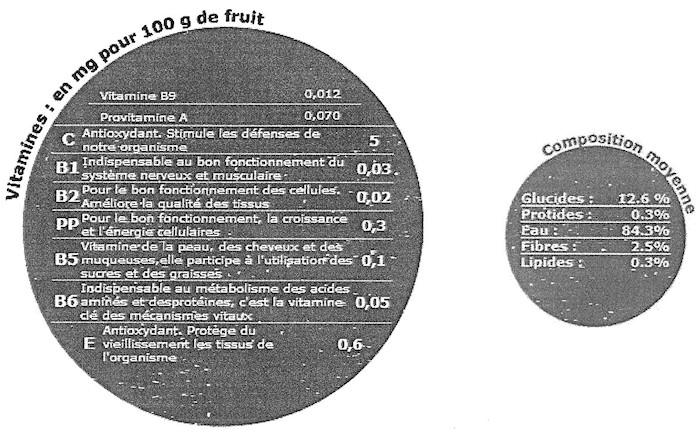 Vitamines : en mg pour 100 g de fruit
Vitamine B9 0,012
Provitamine A 0,070
C Antioxydant. Stimule les défenses de notre organisme 5
B1 Indispensable au bon fonctionnement du système nerveux et musculaire 0,03
B2 Pour le bon fonctionnement des cellules. Améliore la qualité des tissus 0,02
PP Pour le bon fonctionnement, la croissance et l'énergie cellulaires 0,3
B5 Vitamine de la peau, des cheveux et des muqueuses,elle participe à l'utilisation des sucres et des graisses 0,1
B6 Indispensable au métabolisme des acides aminés et desprotéines, c'est la vitamine clé des mécanismes vitaux 0,05
E Antioxydant. Protège du vieillissement les tissus de l'organisme 0,6
Composition moyenne
Glucides : 12.6 %
Protides : 0.3%
Eau : 84.3%
Fibres : 2.5%
Lipides : 0.3%